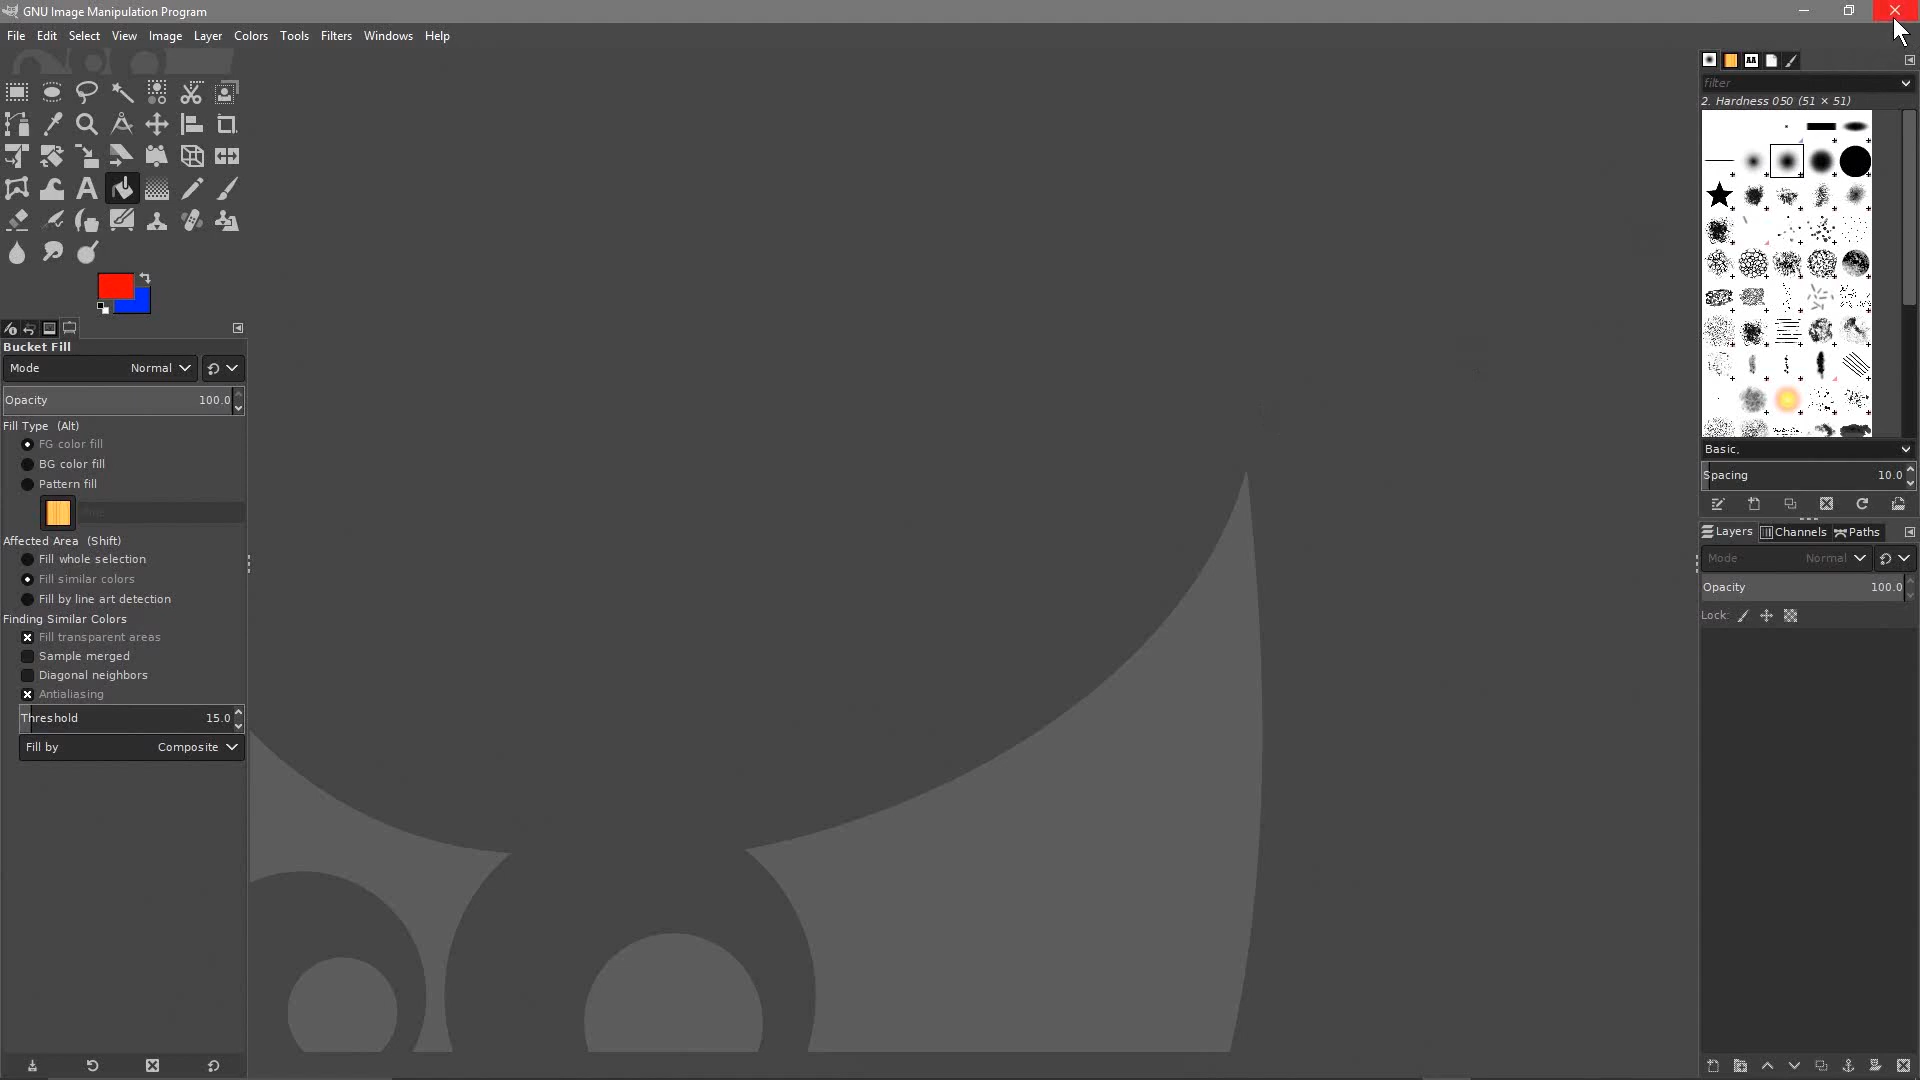 GNU Image Manipulation Program
File Edit Select View Image Layer Colors Tools Filters Windows Help
filter
2. Hardness 050 (51 × 51)
Bucket Fill
Mode Normal
Opacity 100.0
Fill Type (Alt)
FG color fill
BG color fill
Pattern fill
Affected Area (Shift)
Fill whole selection
Fill similar colors
Fill by line art detection
Finding Similar Colors
Fill transparent areas
Sample merged
Diagonal neighbors
Antialiasing
Threshold 15.0
Fill by Composite
Basic,
Spacing 10.0
Layers Channels Paths
Mode Normal
Opacity 100.0
Lock: